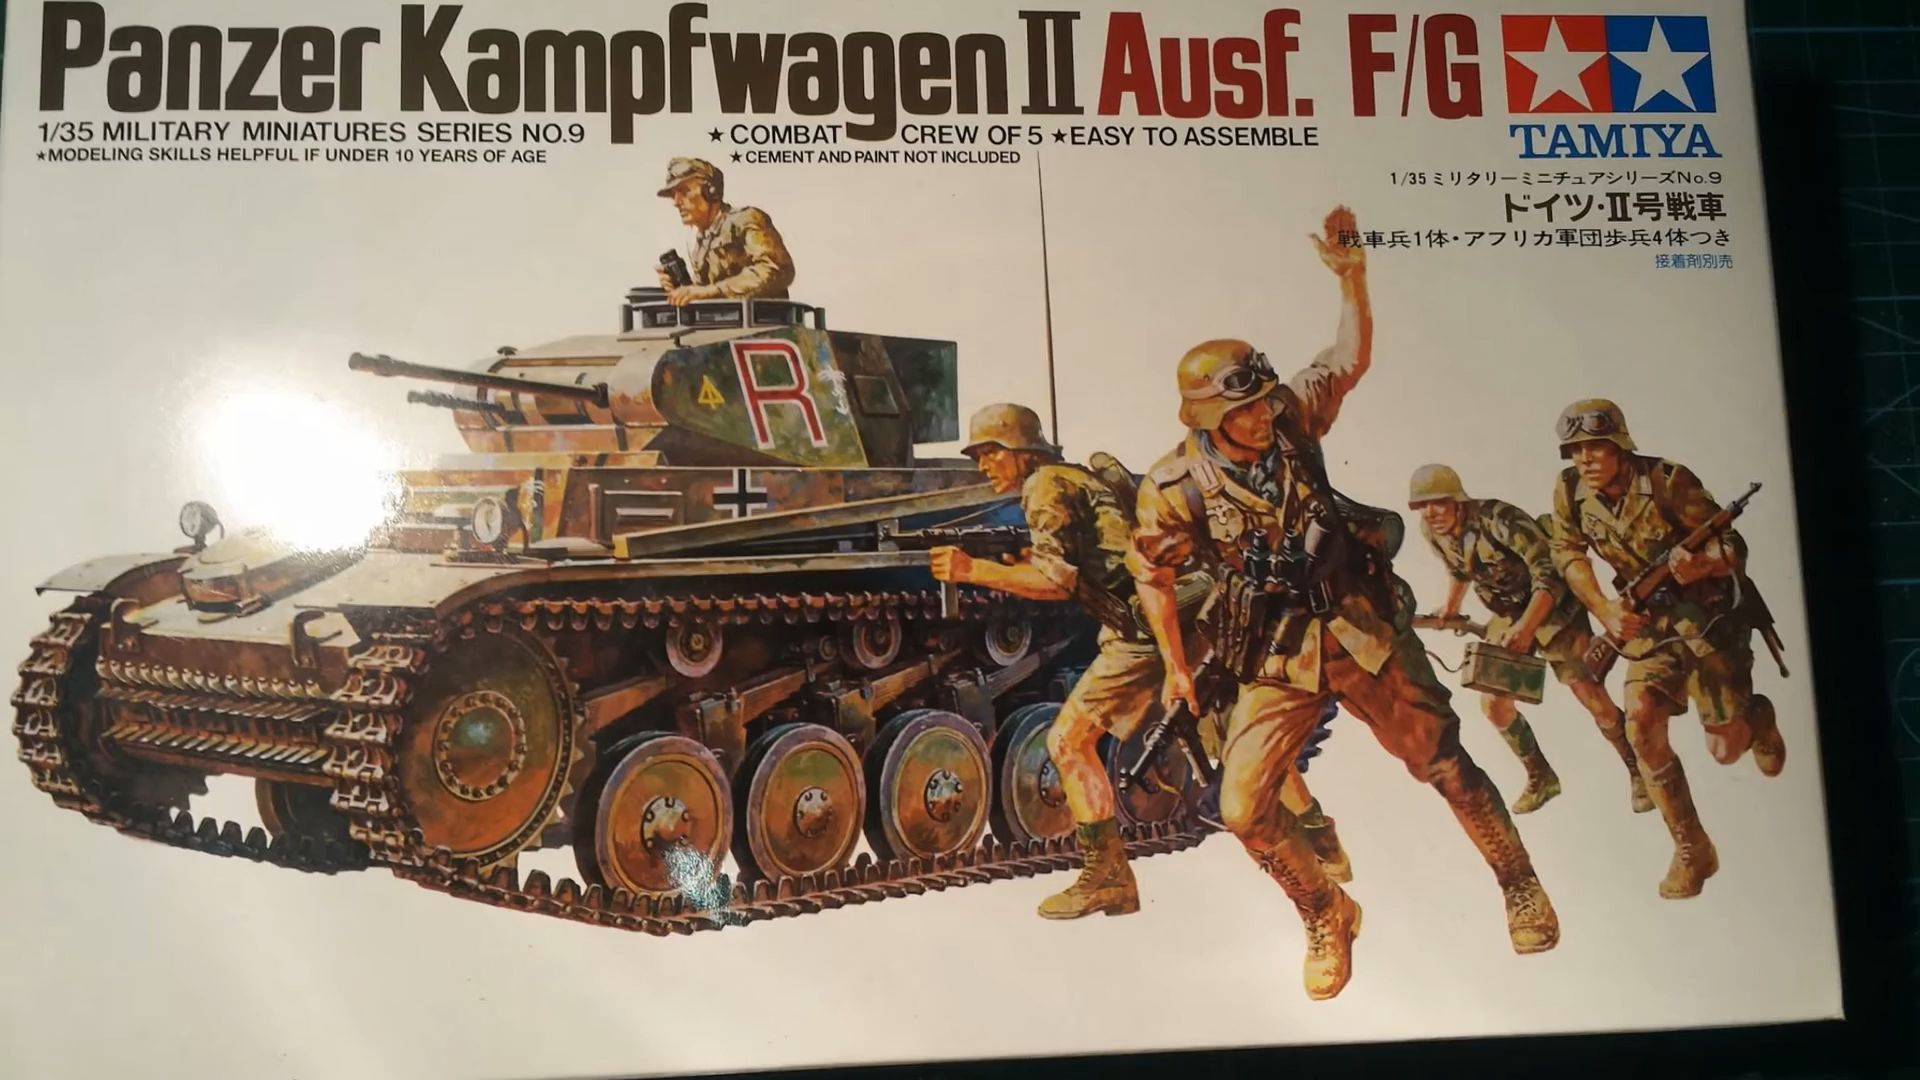 Panzer Kampfwagen II Ausf. F/G
1/35 MILITARY MINIATURES SERIES NO.9
★MODELING SKILLS HELPFUL IF UNDER 10 YEARS OF AGE
★COMBAT CREW OF 5 ★EASY TO ASSEMBLE
★CEMENT AND PAINT NOT INCLUDED
TAMIYA
1/35ミリタリーミニチュアシリーズNo.9
ドイツ・II号戦車
戦車兵1体・アフリカ軍団歩兵4体つき
接着剤別売
4
R